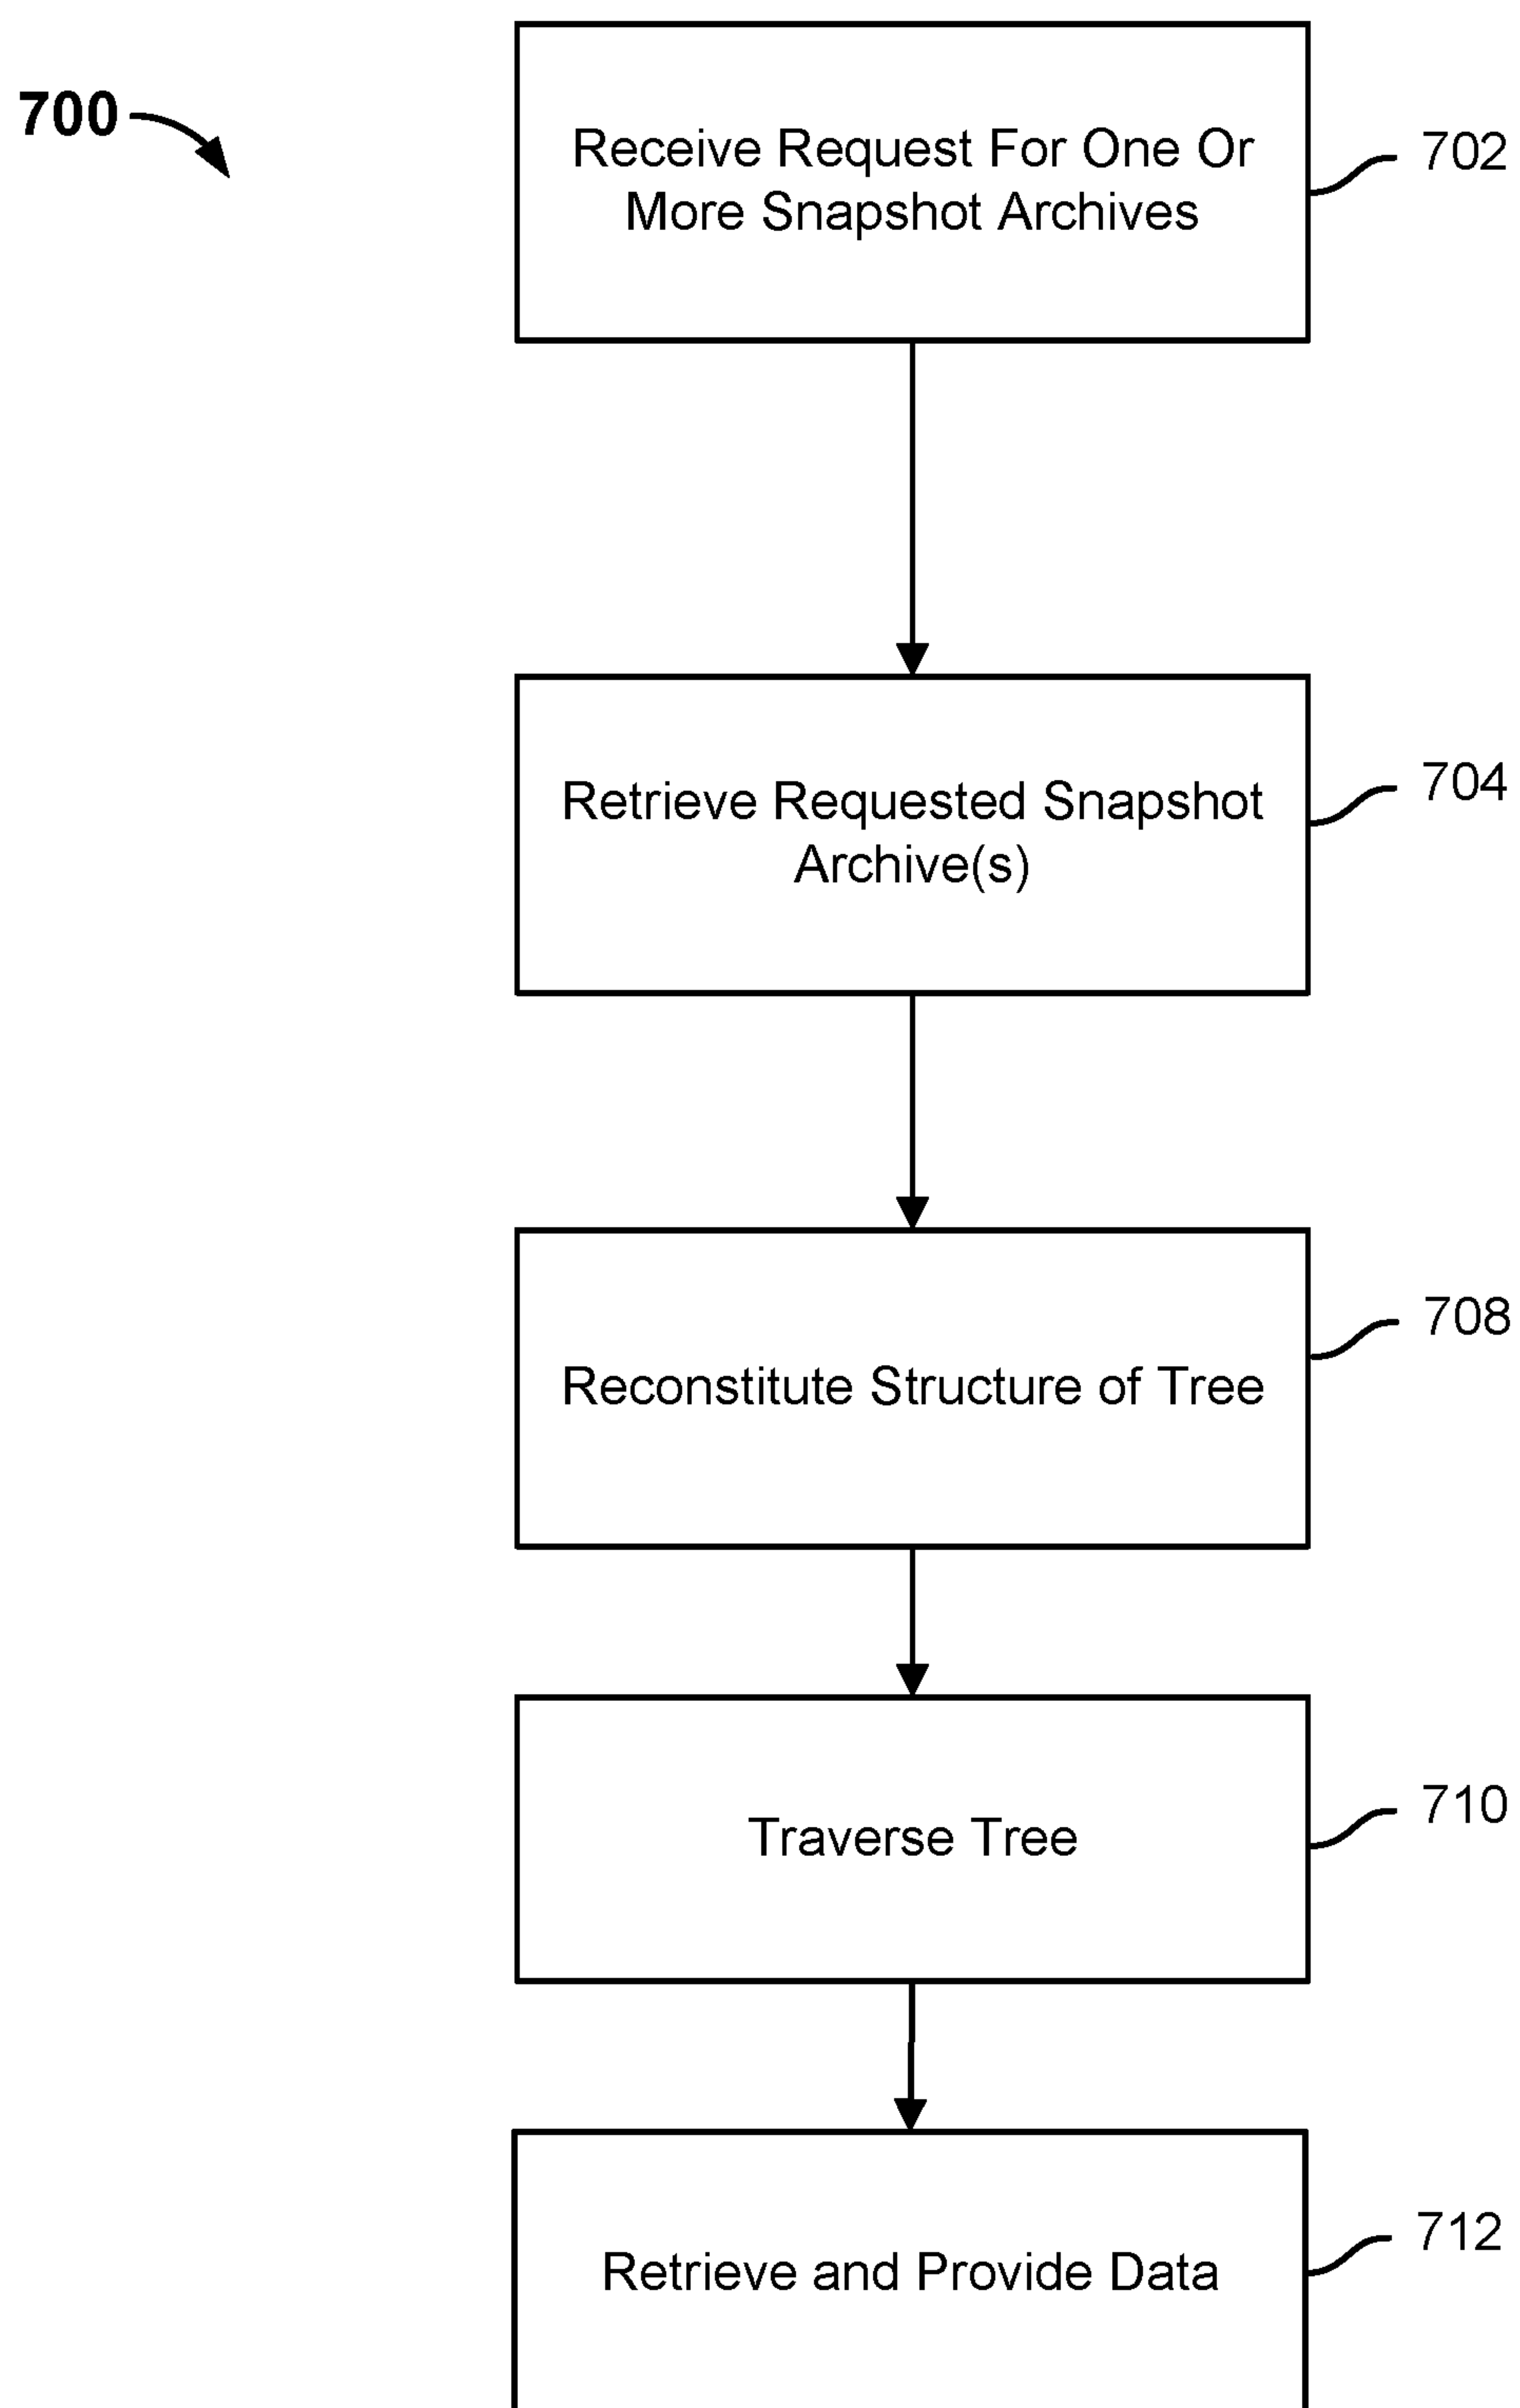 700
Receive Request For One Or
More Snapshot Archives
702
Retrieve Requested Snapshot
Archive(s)
704
Reconstitute Structure of Tree
708
Traverse Tree
710
Retrieve and Provide Data
712